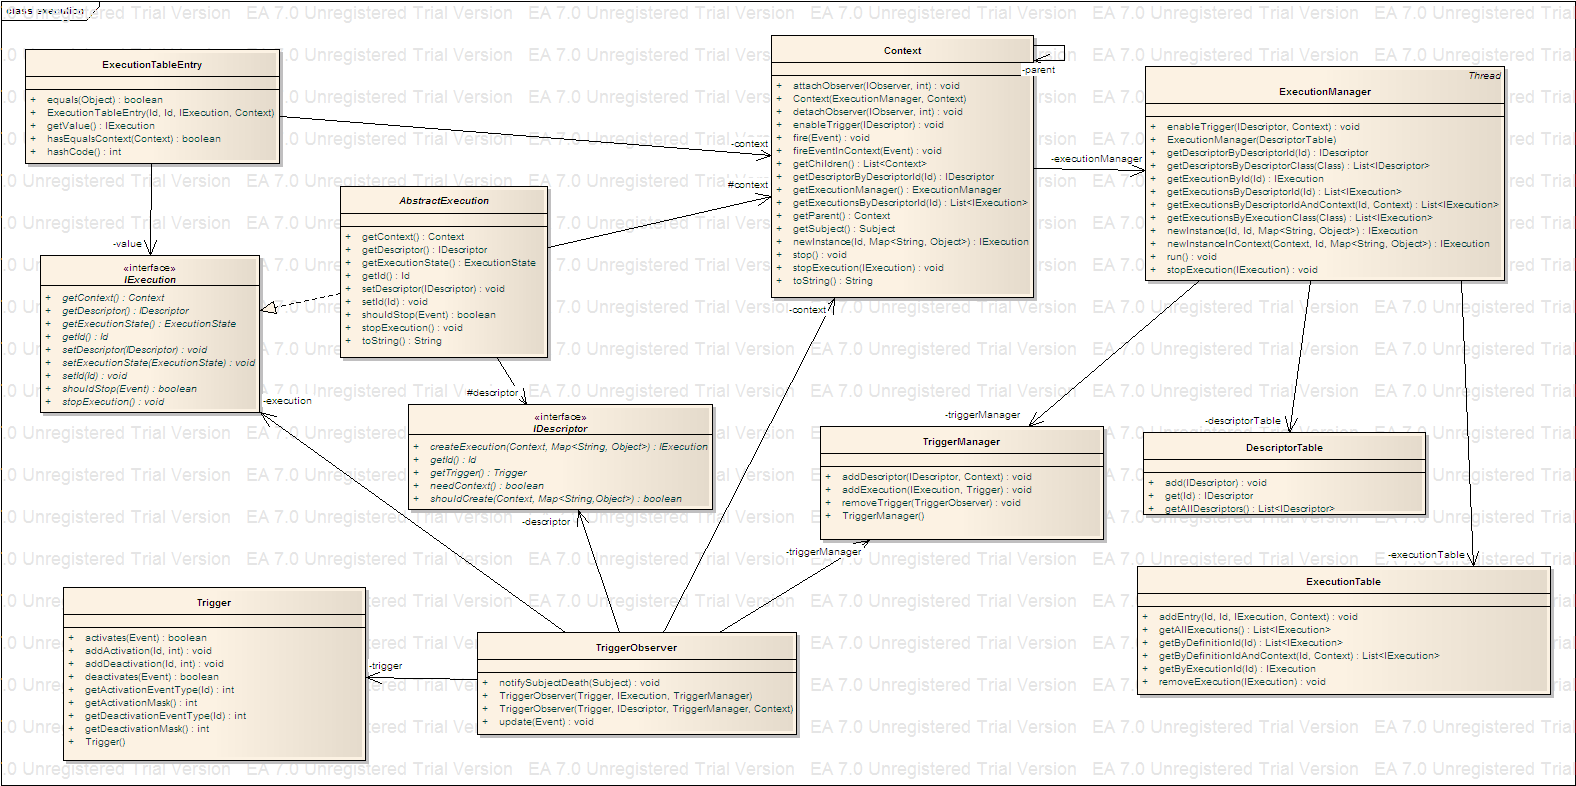 class execution
EA 7.0 Unregistered Trial Version
ExecutionTableEntry
+ equals(Object) : boolean
+ ExecutionTableEntry(Id, Id, IExecution, Context)
+ getValue() : IExecution
+ hasEqualsContext(Context) : boolean
+ hashCode() : int
Context
+ attachObserver(IObserver, int) : void
+ Context(ExecutionManager, Context)
+ detachObserver(IObserver, int) : void
+ enableTrigger(IDescriptor) : void
+ fire(Event) : void
+ fireEventInContext(Event) : void
+ getChildren() : List<Context>
+ getDescriptorByDescriptorId(Id) : IDescriptor
+ getExecutionManager() : ExecutionManager
+ getExecutionsByDescriptorId(Id) : List<IExecution>
+ getParent() : Context
+ getSubject() : Subject
+ newInstance(Id, Map<String, Object>) : IExecution
+ stop() : void
+ stopExecution(IExecution) : void
+ toString() : String
-parent
Thread
ExecutionManager
+ enableTrigger(IDescriptor, Context) : void
+ ExecutionManager(DescriptorTable)
+ getDescriptorByDescriptorId(Id) : IDescriptor
+ getDescriptorsByDescriptorClass(Class) : List<IDescriptor>
+ getExecutionById(Id) : IExecution
+ getExecutionsByDescriptorId(Id) : List<IExecution>
+ getExecutionsByDescriptorIdAndContext(Id, Context) : List<IExecution>
+ getExecutionsByExecutionClass(Class) : List<IExecution>
+ newInstance(Id, Id, Map<String, Object>) : IExecution
+ newInstanceInContext(Context, Id, Map<String, Object>) : IExecution
+ run() : void
+ stopExecution(IExecution) : void
-context
-executionManager
#context
AbstractExecution
+ getContext() : Context
+ getDescriptor() : IDescriptor
+ getExecutionState() : ExecutionState
+ getId() : Id
+ setDescriptor(IDescriptor) : void
+ setId(Id) : void
+ shouldStop(Event) : boolean
+ stopExecution() : void
+ toString() : String
-value
«interface»
IExecution
+ getContext() : Context
+ getDescriptor() : IDescriptor
+ getExecutionState() : ExecutionState
+ getId() : Id
+ setDescriptor(IDescriptor) : void
+ setExecutionState(ExecutionState) : void
+ setId(Id) : void
+ shouldStop(Event) : boolean
+ stopExecution() : void
-context
-execution
#descriptor
«interface»
IDescriptor
+ createExecution(Context, Map<String, Object>) : IExecution
+ getId() : Id
+ getTrigger() : Trigger
+ needContext() : boolean
+ shouldCreate(Context, Map<String,Object>) : boolean
-descriptor
-triggerManager
TriggerManager
+ addDescriptor(IDescriptor, Context) : void
+ addExecution(IExecution, Trigger) : void
+ removeTrigger(TriggerObserver) : void
+ TriggerManager()
-triggerManager
-descriptorTable
DescriptorTable
+ add(IDescriptor) : void
+ get(Id) : IDescriptor
+ getAllDescriptors() : List<IDescriptor>
-executionTable
ExecutionTable
+ addEntry(Id, Id, IExecution, Context) : void
+ getAllExecutions() : List<IExecution>
+ getByDefinitionId(Id) : List<IExecution>
+ getByDefinitionIdAndContext(Id, Context) : List<IExecution>
+ getByExecutionId(Id) : IExecution
+ removeExecution(IExecution) : void
Trigger
+ activates(Event) : boolean
+ addActivation(Id, int) : void
+ addDeactivation(Id, int) : void
+ deactivates(Event) : boolean
+ getActivationEventType(Id) : int
+ getActivationMask() : int
+ getDeactivationEventType(Id) : int
+ getDeactivationMask() : int
+ Trigger()
-trigger
TriggerObserver
+ notifySubjectDeath(Subject) : void
+ TriggerObserver(Trigger, IExecution, TriggerManager)
+ TriggerObserver(Trigger, IDescriptor, TriggerManager, Context)
+ update(Event) : void